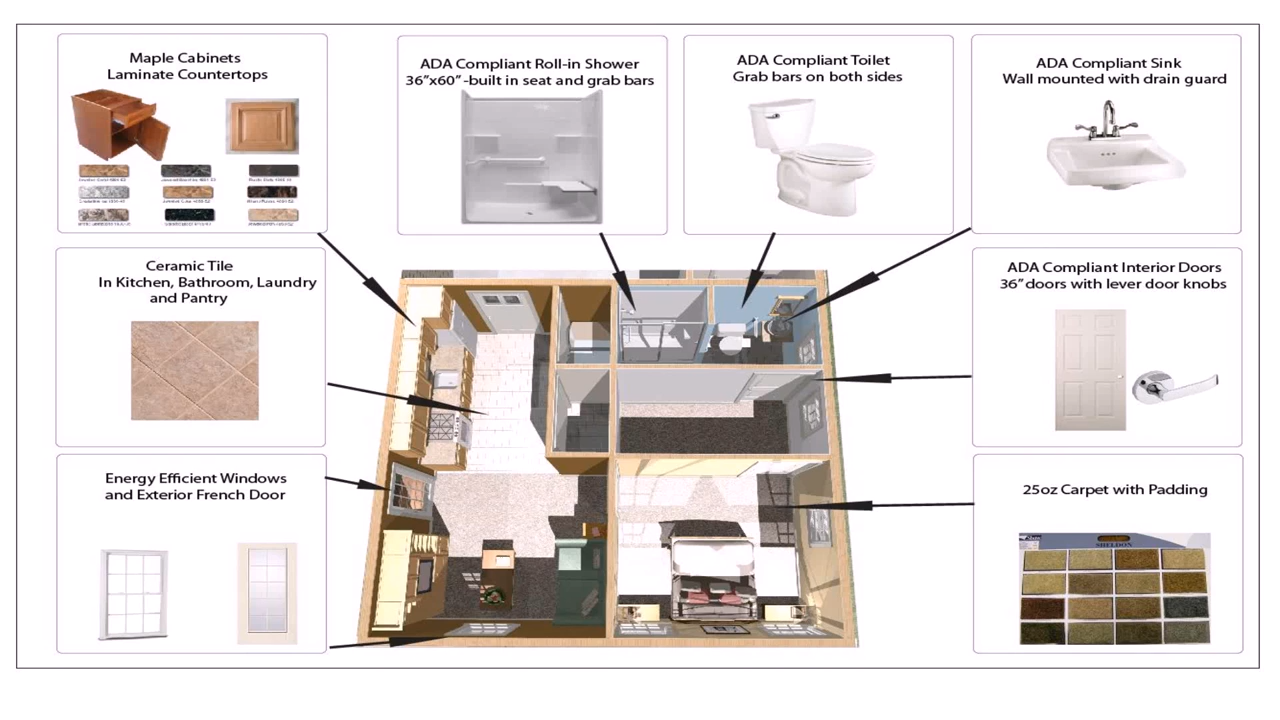 Maple Cabinets
Laminate Countertops
ADA Compliant Roll-in Shower
36”x60” -built in seat and grab bars
ADA Compliant Toilet
Grab bars on both sides
ADA Compliant Sink
Wall mounted with drain guard
Ceramic Tile
In Kitchen, Bathroom, Laundry
and Pantry
ADA Compliant Interior Doors
36” doors with lever door knobs
Energy Efficient Windows
and Exterior French Door
25oz Carpet with Padding
SHELDON